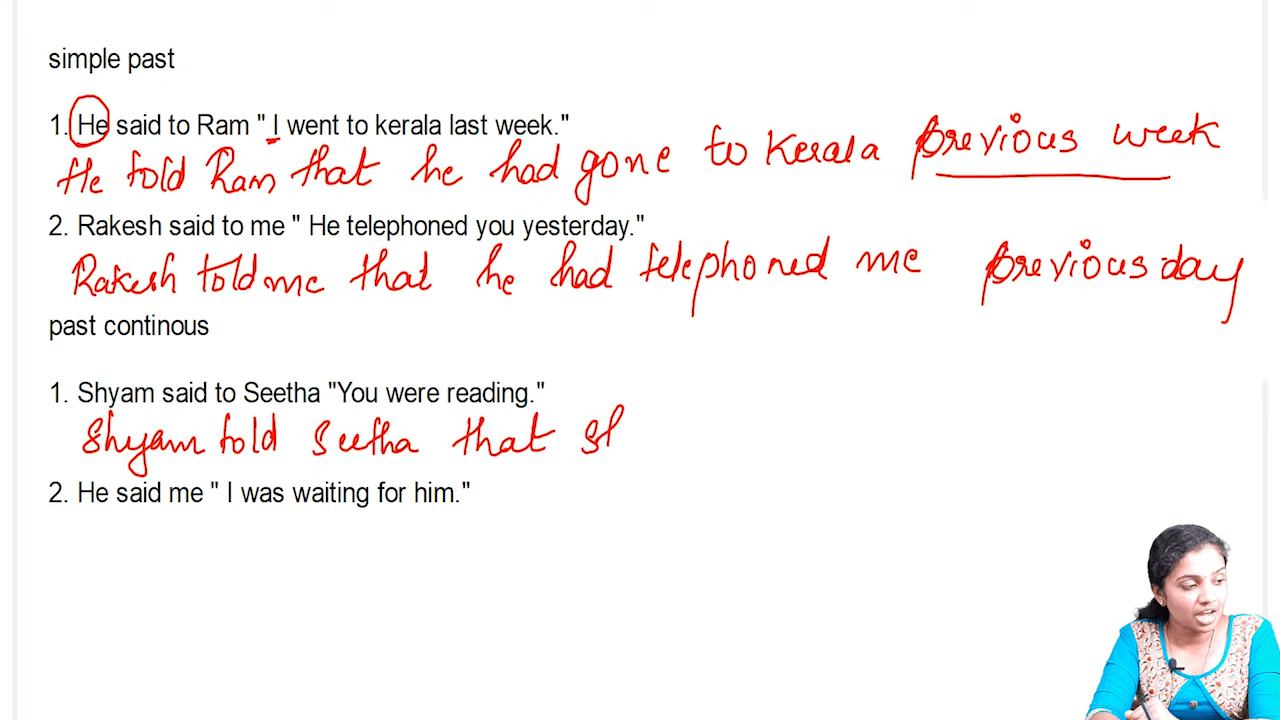 simple past
1. He said to Ram " I went to kerala last week."
He told Ram that he had gone to Kerala previous week
2. Rakesh said to me " He telephoned you yesterday."
Rakesh told me that he had telephoned me previous day
past continous
1. Shyam said to Seetha "You were reading."
Shyam told Seetha that sh
2. He said me " I was waiting for him."